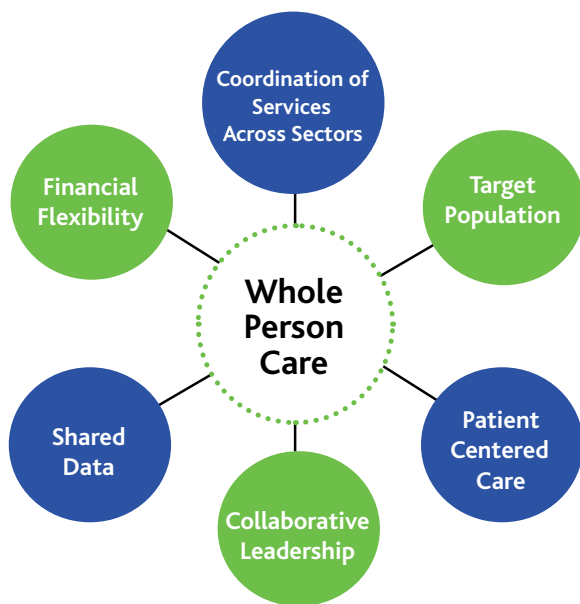 Coordination of
Services
Across Sectors
Financial
Flexibility
Target
Population
Whole
Person
Care
Shared
Data
Patient
Centered
Care
Collaborative
Leadership